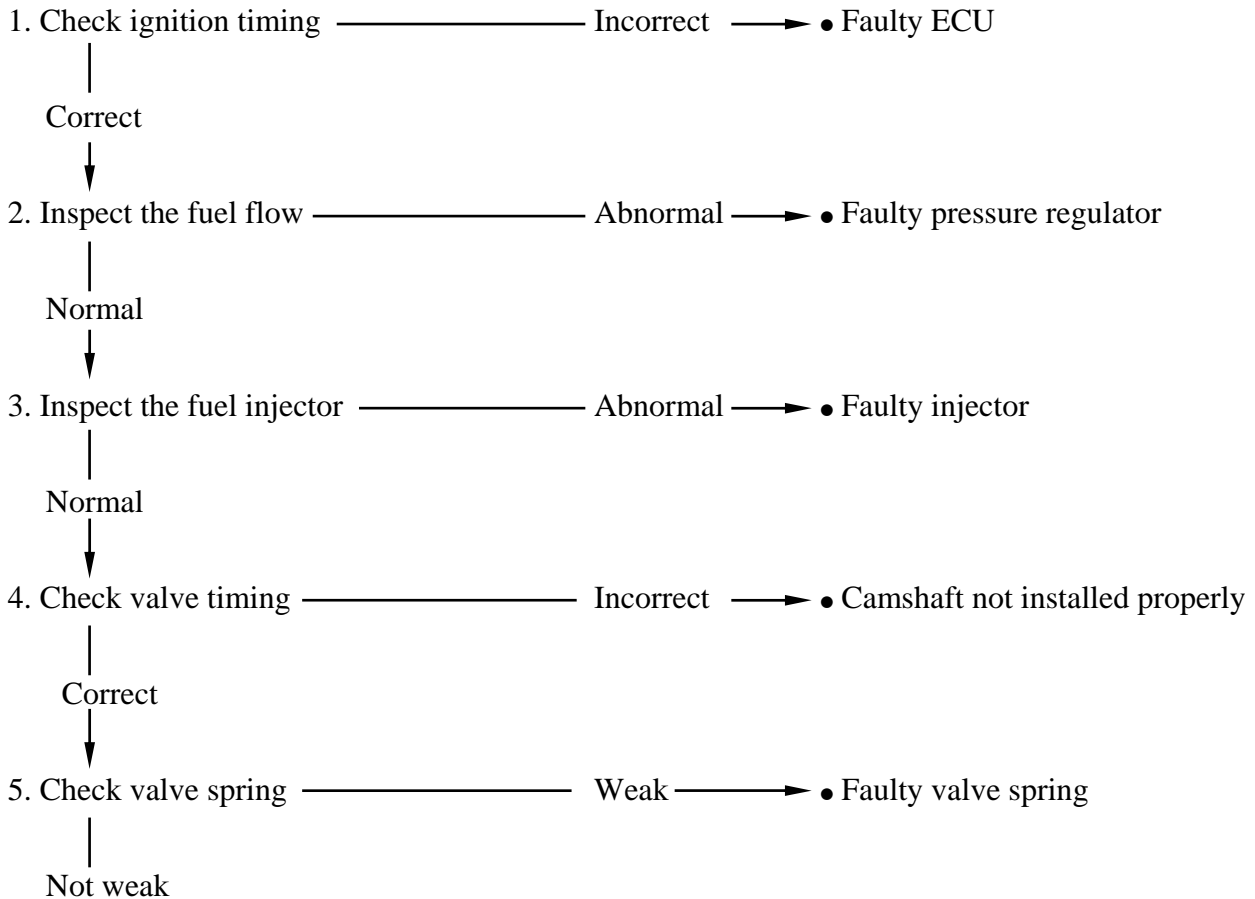 1. Check ignition timing Incorrect • Faulty ECU
Correct
2. Inspect the fuel flow Abnormal • Faulty pressure regulator
Normal
3. Inspect the fuel injector Abnormal • Faulty injector
Normal
4. Check valve timing Incorrect • Camshaft not installed properly
Correct
5. Check valve spring Weak • Faulty valve spring
Not weak